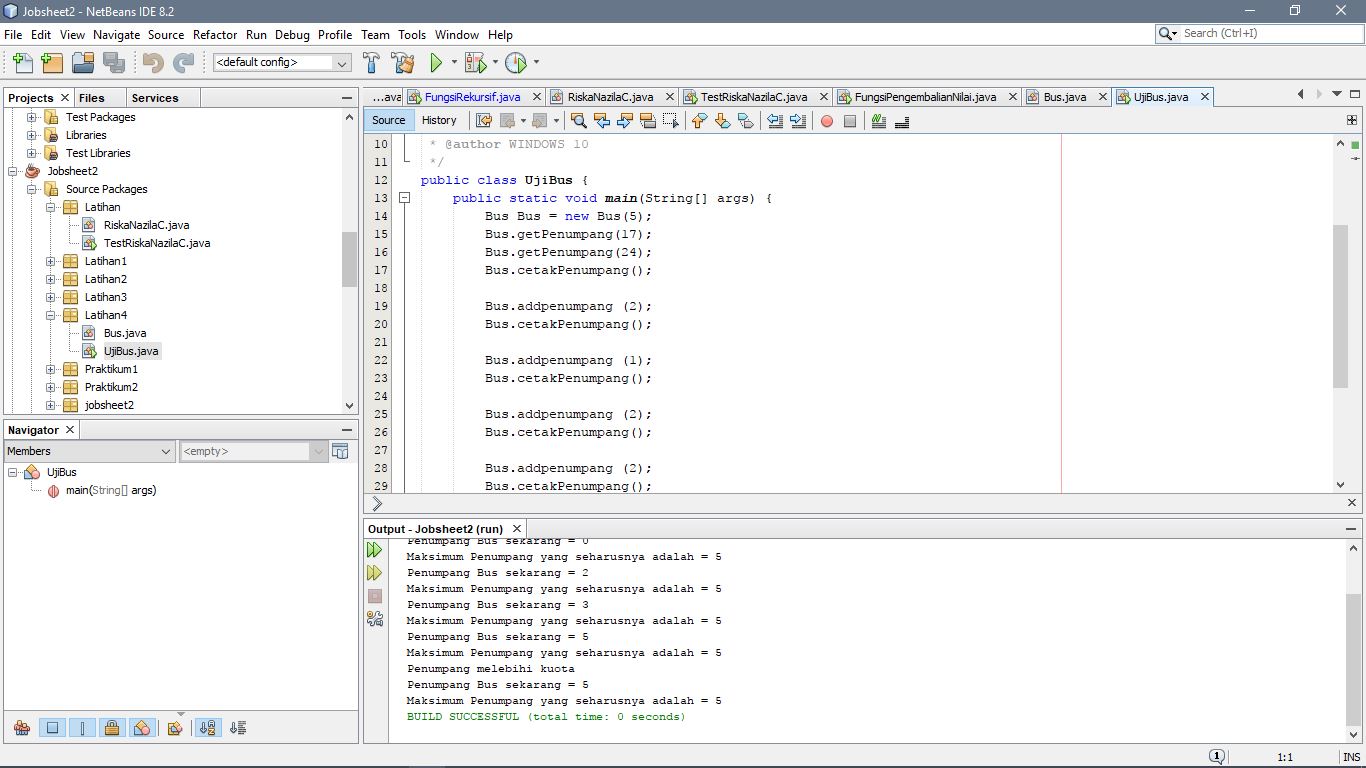 Jobsheet2 - NetBeans IDE 8.2
File Edit View Navigate Source Refactor Run Debug Profile Team Tools Window Help
Search (Ctrl+I)
<default config>
Projects Files Services
Test Packages
Libraries
Test Libraries
Jobsheet2
Source Packages
Latihan
RiskaNazilaC.java
TestRiskaNazilaC.java
Latihan1
Latihan2
Latihan3
Latihan4
Bus.java
UjiBus.java
Praktikum1
Praktikum2
jobsheet2
Navigator
Members <empty>
UjiBus
main(String[] args)
...ava FungsiRekursif.java RiskaNazilaC.java TestRiskaNazilaC.java FungsiPengembalianNilai.java Bus.java UjiBus.java
Source History
10 * @author WINDOWS 10
11 */
12 public class UjiBus {
13 public static void main(String[] args) {
14 Bus Bus = new Bus(5);
15 Bus.getPenumpang(17);
16 Bus.getPenumpang(24);
17 Bus.cetakPenumpang();
18
19 Bus.addpenumpang (2);
20 Bus.cetakPenumpang();
21
22 Bus.addpenumpang (1);
23 Bus.cetakPenumpang();
24
25 Bus.addpenumpang (2);
26 Bus.cetakPenumpang();
27
28 Bus.addpenumpang (2);
29 Bus.cetakPenumpang();
Output - Jobsheet2 (run)
Penumpang Bus sekarang = 0
Maksimum Penumpang yang seharusnya adalah = 5
Penumpang Bus sekarang = 2
Maksimum Penumpang yang seharusnya adalah = 5
Penumpang Bus sekarang = 3
Maksimum Penumpang yang seharusnya adalah = 5
Penumpang Bus sekarang = 5
Maksimum Penumpang yang seharusnya adalah = 5
Penumpang melebihi kuota
Penumpang Bus sekarang = 5
Maksimum Penumpang yang seharusnya adalah = 5
BUILD SUCCESSFUL (total time: 0 seconds)
1 1:1 INS